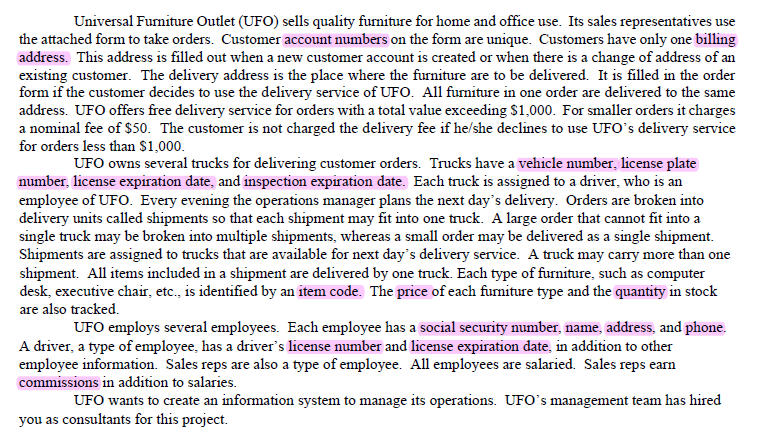 Universal Furniture Outlet (UFO) sells quality furniture for home and office use. Its sales representatives use
the attached form to take orders. Customer account numbers on the form are unique. Customers have only one billing
address. This address is filled out when a new customer account is created or when there is a change of address of an
existing customer. The delivery address is the place where the furniture are to be delivered. It is filled in the order
form if the customer decides to use the delivery service of UFO. All furniture in one order are delivered to the same
address. UFO offers free delivery service for orders with a total value exceeding $1,000. For smaller orders it charges
a nominal fee of $50. The customer is not charged the delivery fee if he/she declines to use UFO's delivery service
for orders less than $1,000.
UFO owns several trucks for delivering customer orders. Trucks have a vehicle number, license plate
number, license expiration date, and inspection expiration date. Each truck is assigned to a driver, who is an
employee of UFO. Every evening the operations manager plans the next day's delivery. Orders are broken into
delivery units called shipments so that each shipment may fit into one truck. A large order that cannot fit into a
single truck may be broken into multiple shipments, whereas a small order may be delivered as a single shipment.
Shipments are assigned to trucks that are available for next day's delivery service. A truck may carry more than one
shipment. All items included in a shipment are delivered by one truck. Each type of furniture, such as computer
desk, executive chair, etc., is identified by an item code. The price of each furniture type and the quantity in stock
are also tracked.
UFO employs several employees. Each employee has a social security number, name, address, and phone.
A driver, a type of employee, has a driver's license number and license expiration date, in addition to other
employee information. Sales reps are also a type of employee. All employees are salaried. Sales reps earn
commissions in addition to salaries.
UFO wants to create an information system to manage its operations. UFO's management team has hired
you as consultants for this project.